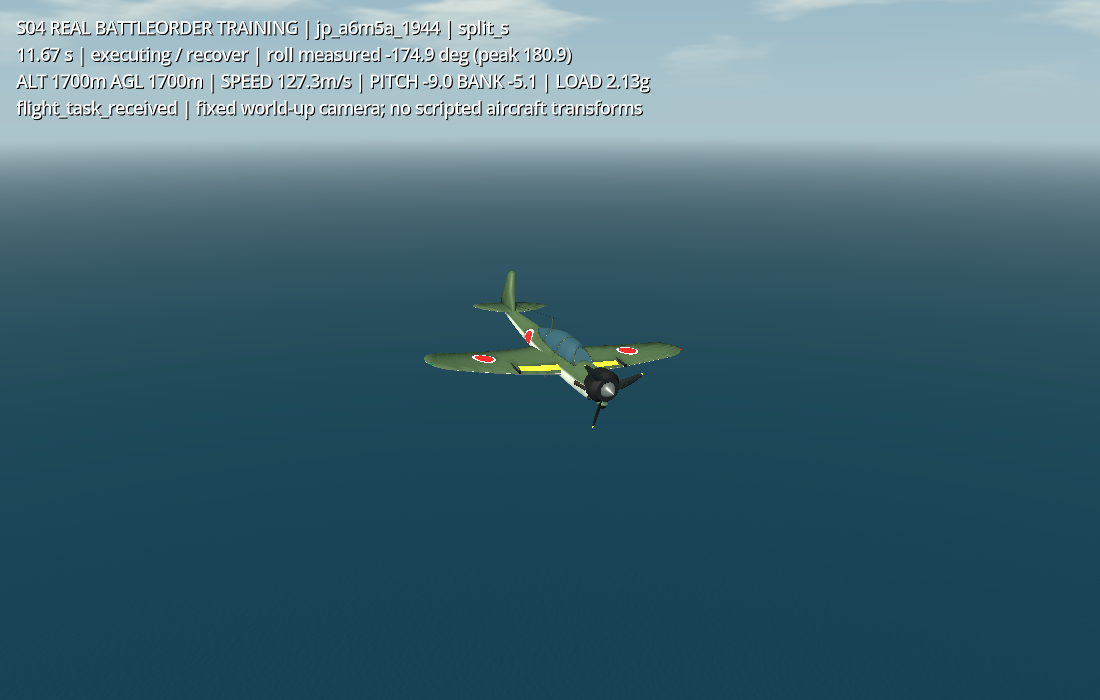 S04 REAL BATTLEORDER TRAINING | jp_a6m5a_1944 | split_s
11.67 s | executing / recover | roll measured -174.9 deg (peak 180.9)
ALT 1700m AGL 1700m | SPEED 127.3m/s | PITCH -9.0 BANK -5.1 | LOAD 2.13g
flight_task_received | fixed world-up camera; no scripted aircraft transforms